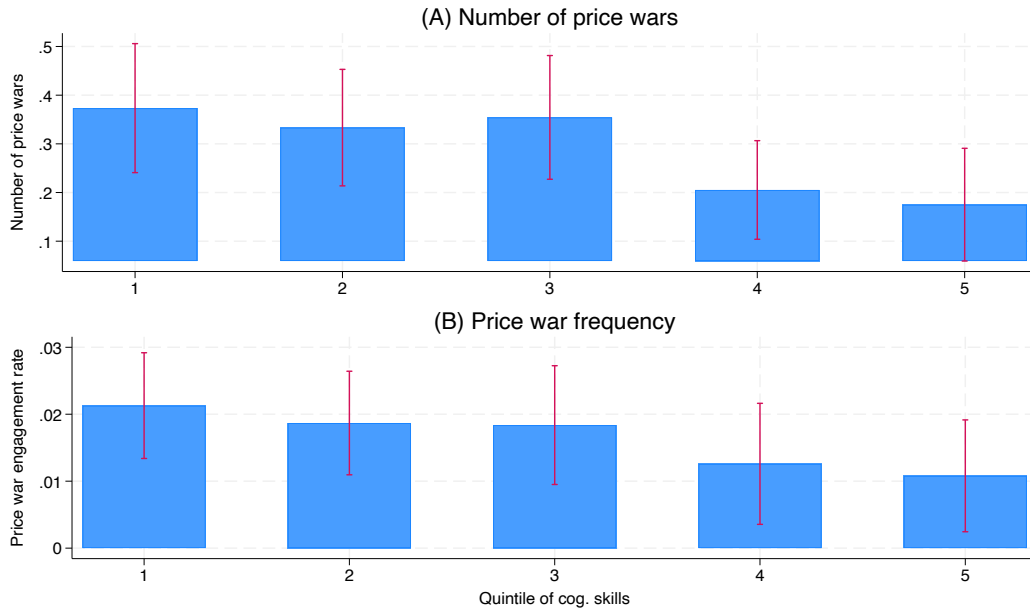 (A) Number of price wars
Number of price wars
.5
.4
.3
.2
.1
1 2 3 4 5
(B) Price war frequency
Price war engagement rate
.03
.02
.01
0
1 2 3 4 5
Quintile of cog. skills